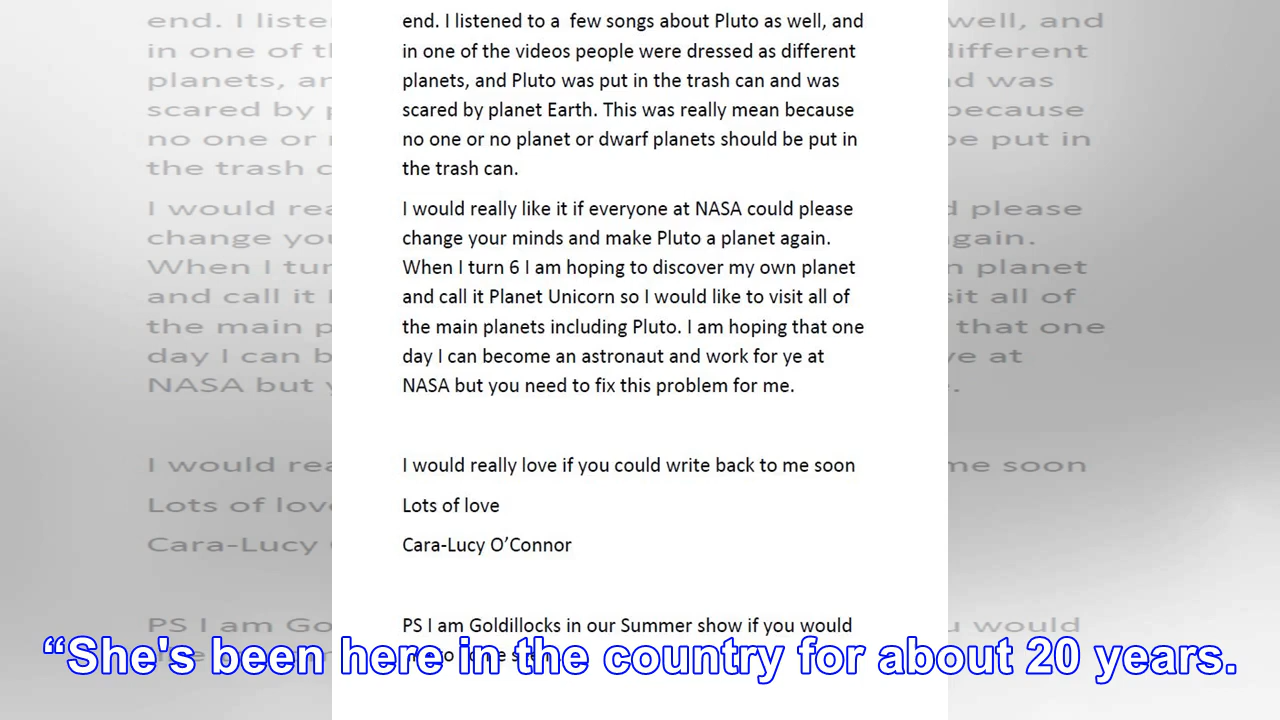 end. I listened to a few songs about Pluto as well, and
in one of the videos people were dressed as different
planets, and Pluto was put in the trash can and was
scared by planet Earth. This was really mean because
no one or no planet or dwarf planets should be put in
the trash can.
I would really like it if everyone at NASA could please
change your minds and make Pluto a planet again.
When I turn 6 I am hoping to discover my own planet
and call it Planet Unicorn so I would like to visit all of
the main planets including Pluto. I am hoping that one
day I can become an astronaut and work for ye at
NASA but you need to fix this problem for me.
I would really love if you could write back to me soon
Lots of love
Cara-Lucy O’Connor
PS I am Goldillocks in our Summer show if you would
“She's been here in the country for about 20 years.